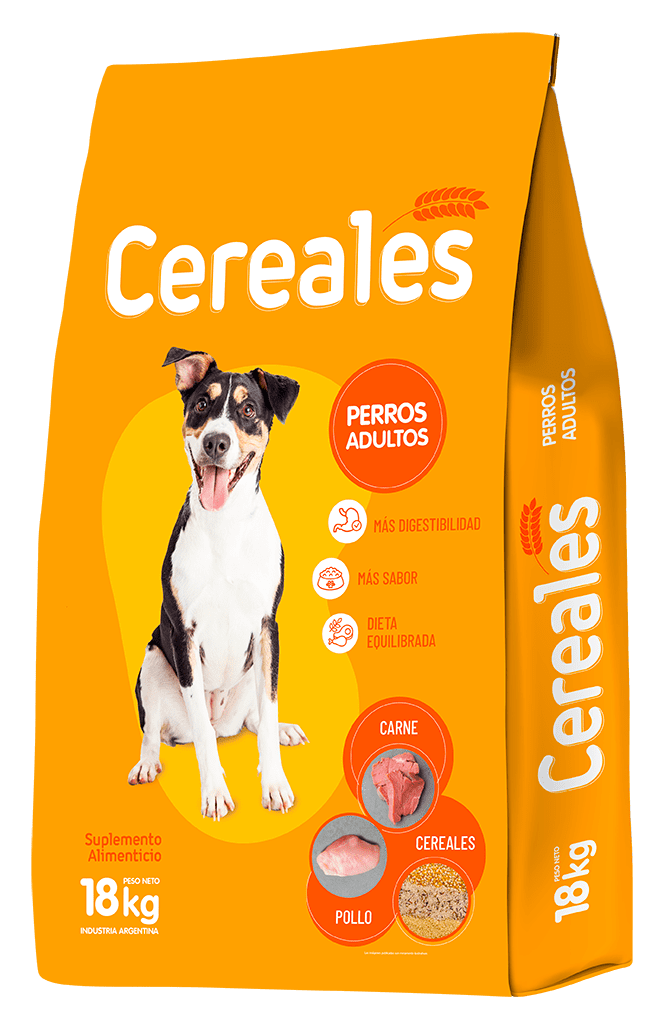 Cereales
PERROS
ADULTOS
MÁS DIGESTIBILIDAD
MÁS SABOR
DIETA
EQUILIBRADA
CARNE
CEREALES
POLLO
Suplemento
Alimenticio
PESO NETO
18kg
INDUSTRIA ARGENTINA
PERROS
ADULTOS
Cereales
PESO NETO
18kg